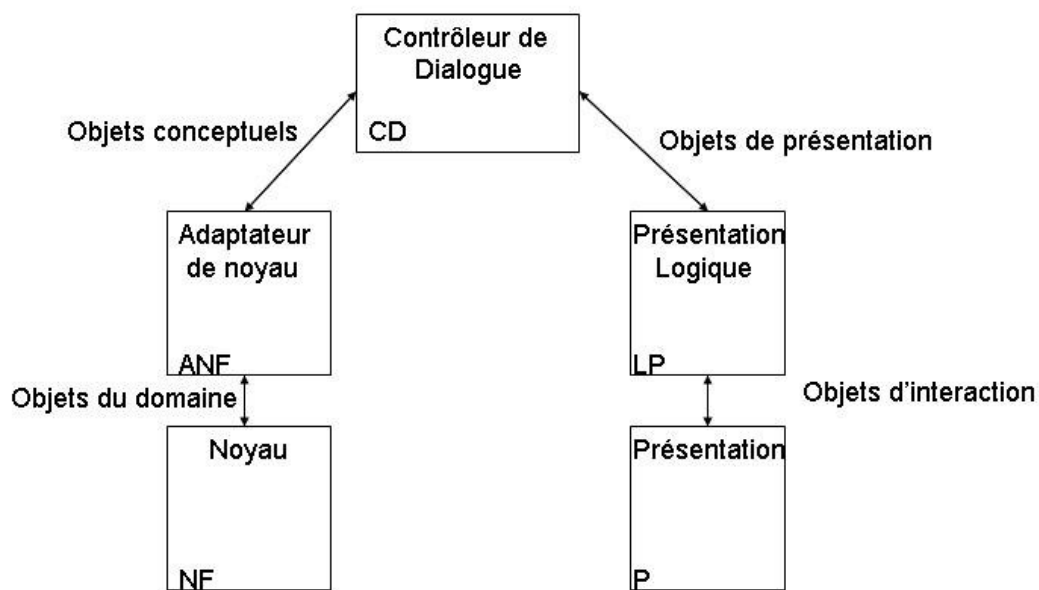 Contrôleur de
Dialogue
CD
Objets conceptuels
Objets de présentation
Adaptateur
de noyau
ANF
Présentation
Logique
LP
Objets du domaine
Objets d'interaction
Noyau
NF
Présentation
P